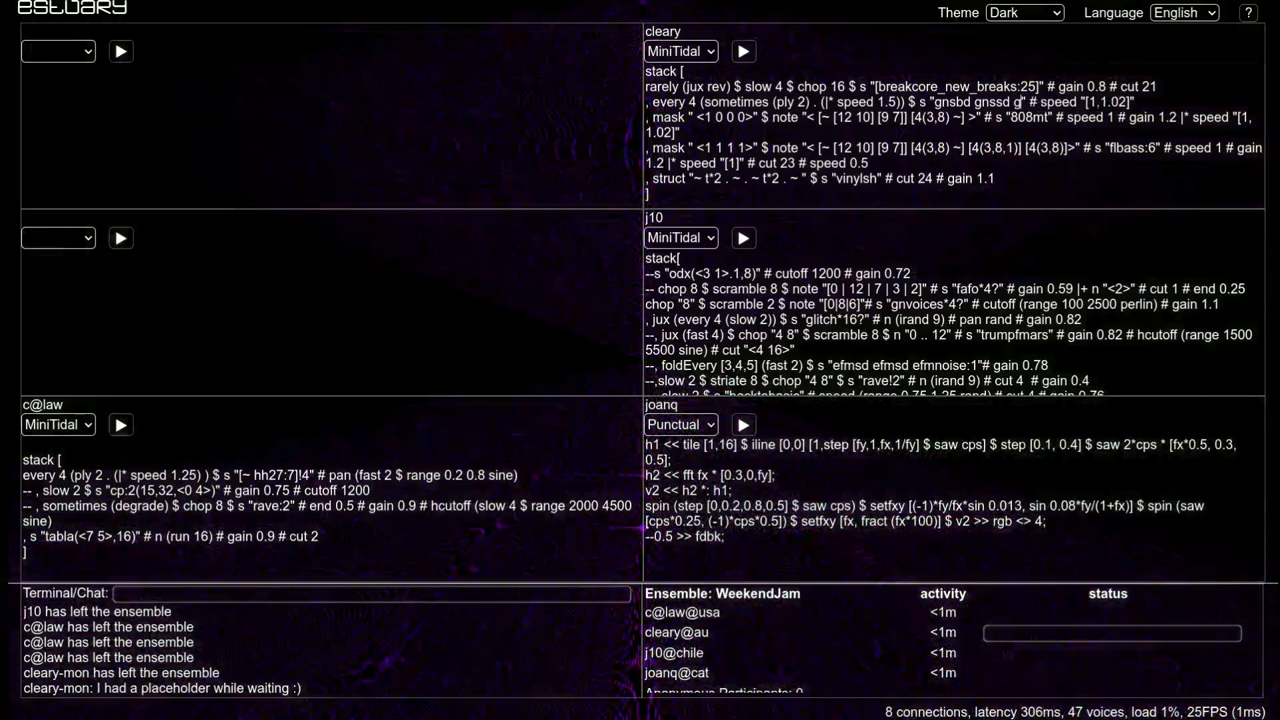 estuary
Theme Dark Language English ?
cleary
MiniTidal
stack [
rarely (jux rev) $ slow 4 $ chop 16 $ s "[breakcore_new_breaks:25]" # gain 0.8 # cut 21
, every 4 (sometimes (ply 2) . (|* speed 1.5)) $ s "gnsbd gnssd g" # speed "[1,1.02]"
, mask " <1 0 0 0>" $ note "< [~ [12 10] [9 7]] [4(3,8) ~] >" # s "808mt" # speed 1 # gain 1.2 |* speed "[1,
1.02]"
, mask " <1 1 1 1>" $ note "< [~ [12 10] [9 7]] [4(3,8) ~] [4(3,8,1)] [4(3,8)]>" # s "flbass:6" # speed 1 # gain
1.2 |* speed "[1]" # cut 23 # speed 0.5
, struct "~ t*2 . ~ . ~ t*2 . ~ " $ s "vinylsh" # cut 24 # gain 1.1
]
j10
MiniTidal
stack[
--s "odx(<3 1>.1,8)" # cutoff 1200 # gain 0.72
-- chop 8 $ scramble 8 $ note "[0 | 12 | 7 | 3 | 2]" # s "fafo*4?" # gain 0.59 |+ n "<2>" # cut 1 # end 0.25
chop "8" $ scramble 2 $ note "[0|8|6]"# s "gnvoices*4?" # cutoff (range 100 2500 perlin) # gain 1.1
, jux (every 4 (slow 2)) $ s "glitch*16?" # n (irand 9) # pan rand # gain 0.82
--, jux (fast 4) $ chop "4 8" $ scramble 8 $ n "0 .. 12" # s "trumpfmars" # gain 0.82 # hcutoff (range 1500
5500 sine) # cut "<4 16>"
--, foldEvery [3,4,5] (fast 2) $ s "efmsd efmsd efmnoise:1"# gain 0.78
--,slow 2 $ striate 8 $ chop "4 8" $ s "rave!2" # n (irand 9) # cut 4  # gain 0.4
c@law
MiniTidal
stack [
every 4 (ply 2 . (|* speed 1.25) ) $ s "[~ hh27:7]!4" # pan (fast 2 $ range 0.2 0.8 sine)
-- , slow 2 $ s "cp:2(15,32,<0 4>)" # gain 0.75 # cutoff 1200
-- , sometimes (degrade) $ chop 8 $ s "rave:2" # end 0.5 # gain 0.9 # hcutoff (slow 4 $ range 2000 4500
sine)
, s "tabla(<7 5>,16)" # n (run 16) # gain 0.9 # cut 2
]
joanq
Punctual
h1 << tile [1,16] $ iline [0,0] [1,step [fy,1,fx,1/fy] $ saw cps] $ step [0.1, 0.4] $ saw 2*cps * [fx*0.5, 0.3,
0.5];
h2 << fft fx * [0.3,0,fy];
v2 << h2 *: h1;
spin (step [0,0.2,0.8,0.5] $ saw cps) $ setfxy [(-1)*fy/fx*sin 0.013, sin 0.08*fy/(1+fx)] $ spin (saw
[cps*0.25, (-1)*cps*0.5]) $ setfxy [fx, fract (fx*100)] $ v2 >> rgb <> 4;
--0.5 >> fdbk;
Terminal/Chat:
j10 has left the ensemble
c@law has left the ensemble
c@law has left the ensemble
c@law has left the ensemble
cleary-mon has left the ensemble
cleary-mon: I had a placeholder while waiting :)
Ensemble: WeekendJam activity status
c@law@usa <1m
cleary@au <1m
j10@chile <1m
joanq@cat <1m
Anonymous Participants: 0
8 connections, latency 306ms, 47 voices, load 1%, 25FPS (1ms)